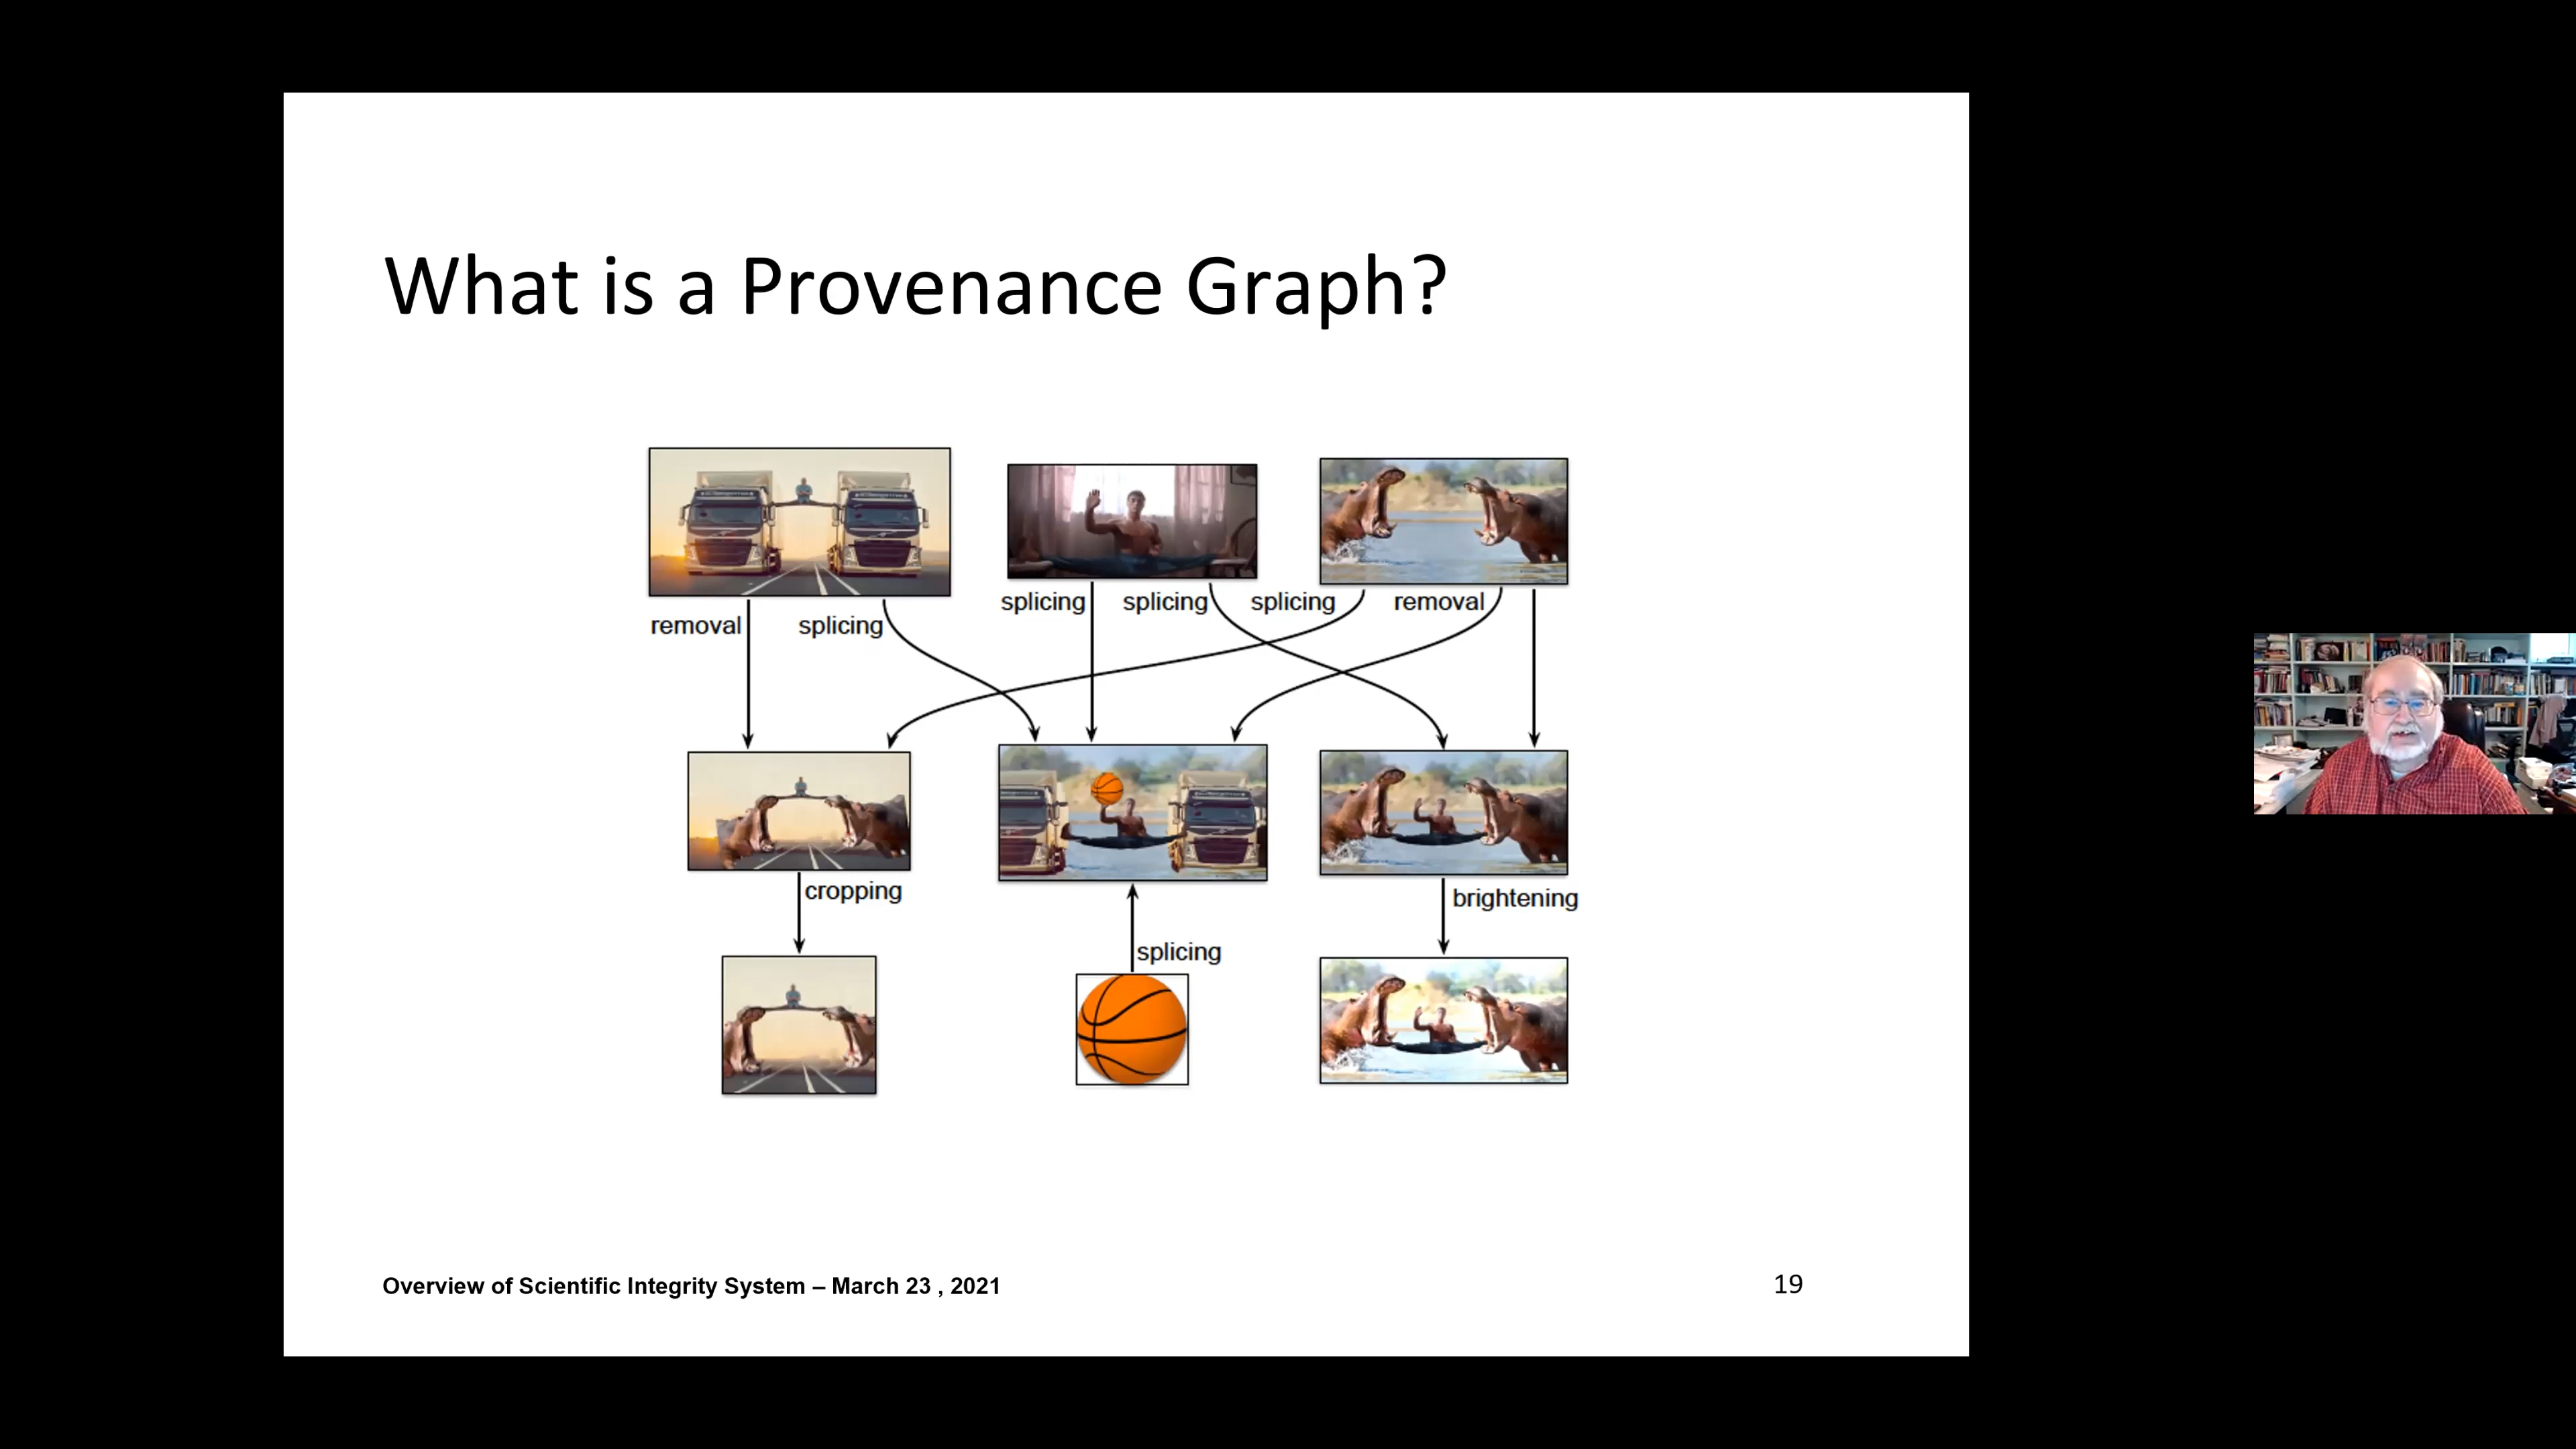 What is a Provenance Graph?
removal
splicing
splicing
splicing
splicing
removal
cropping
brightening
splicing
Overview of Scientific Integrity System – March 23 , 2021
19